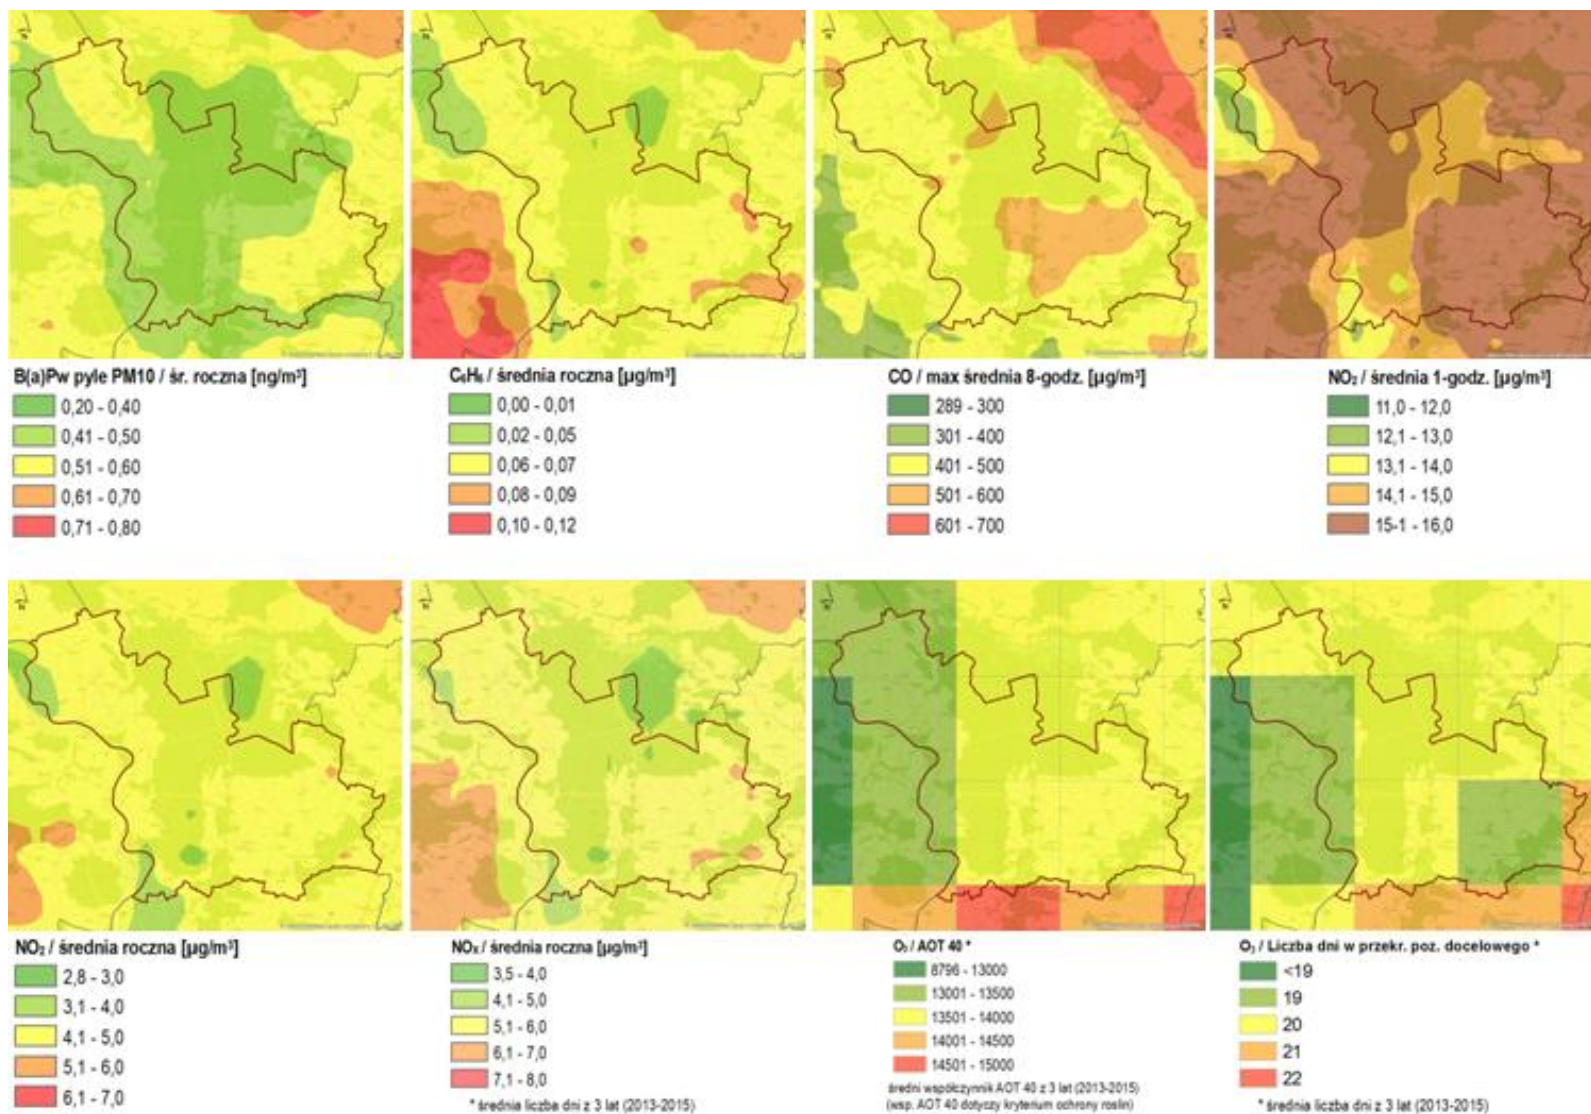 B(a)Pw pyle PM10 / śr. roczna [ng/m³]
0,20 - 0,40
0,41 - 0,50
0,51 - 0,60
0,61 - 0,70
0,71 - 0,80
C₆H₆ / średnia roczna [µg/m³]
0,00 - 0,01
0,02 - 0,05
0,06 - 0,07
0,08 - 0,09
0,10 - 0,12
CO / max średnia 8-godz. [µg/m³]
289 - 300
301 - 400
401 - 500
501 - 600
601 - 700
NO₂ / średnia 1-godz. [µg/m³]
11,0 - 12,0
12,1 - 13,0
13,1 - 14,0
14,1 - 15,0
15-1 - 16,0
NO₂ / średnia roczna [µg/m³]
2,8 - 3,0
3,1 - 4,0
4,1 - 5,0
5,1 - 6,0
6,1 - 7,0
NOx / średnia roczna [µg/m³]
3,5 - 4,0
4,1 - 5,0
5,1 - 6,0
6,1 - 7,0
7,1 - 8,0
* średnia liczba dni z 3 lat (2013-2015)
O₃ / AOT 40 *
8796 - 13000
13001 - 13500
13501 - 14000
14001 - 14500
14501 - 15000
średni współczynnik AOT 40 z 3 lat (2013-2015)
(wsp. AOT 40 dotyczy kryterium ochrony roślin)
O₃ / Liczba dni w przekr. poz. docelowego *
<19
19
20
21
22
* średnia liczba dni z 3 lat (2013-2015)